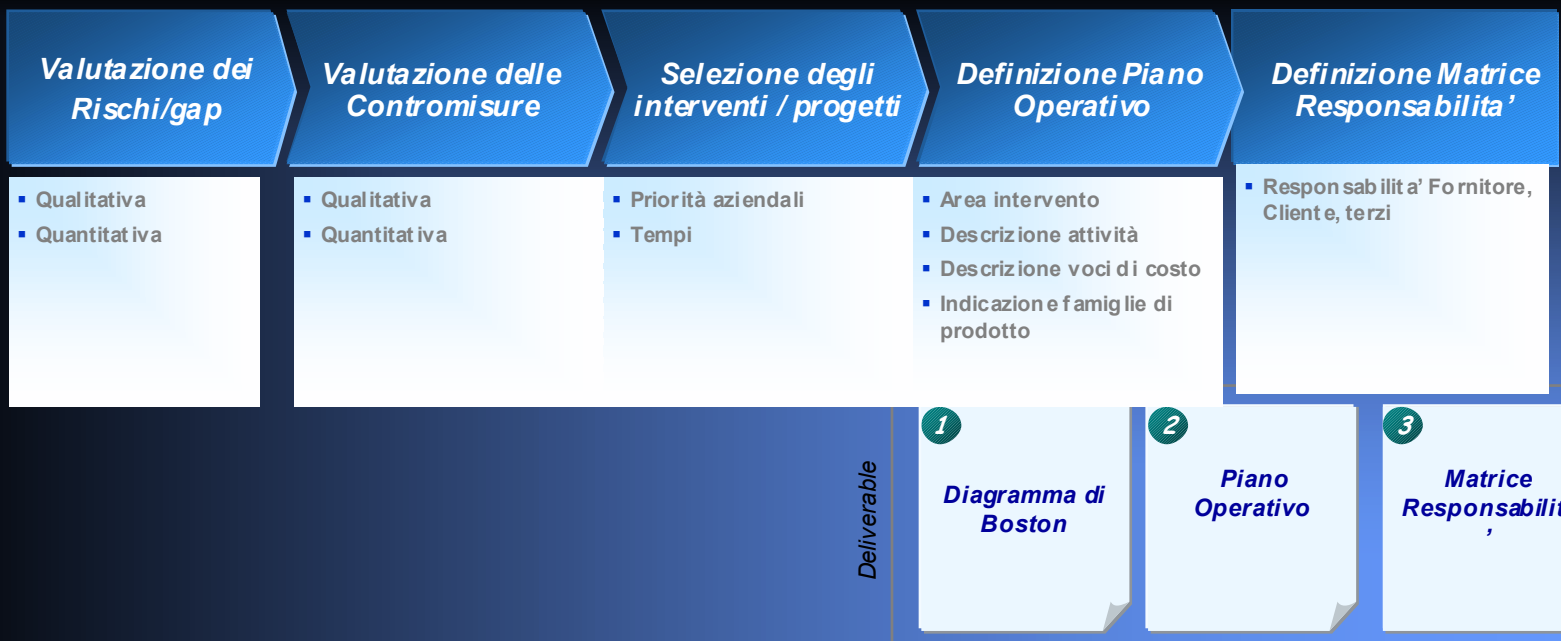 Valutazione dei
Rischi/gap
Valutazione delle
Contromisure
Selezione degli
interventi / progetti
Definizione Piano
Operativo
Definizione Matrice
Responsabilita’
Qualitativa
Quantitativa
Qualitativa
Quantitativa
Priorità aziendali
Tempi
Area intervento
Descrizione attività
Descrizione voci di costo
Indicazione famiglie di
prodotto
Responsabilita’ Fornitore,
Cliente, terzi
Deliverable
1
Diagramma di
Boston
2
Piano
Operativo
3
Matrice
Responsabilit
’